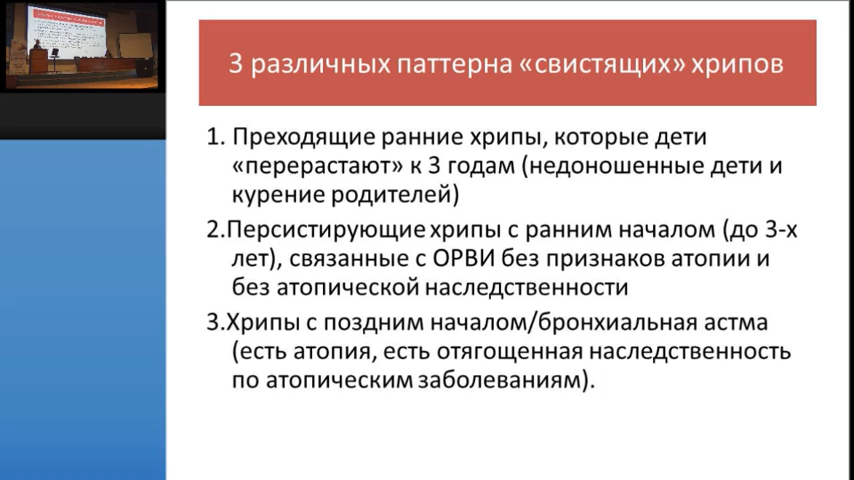 3 различных паттерна «свистящих» хрипов
1. Преходящие ранние хрипы, которые дети
«перерастают» к 3 годам (недоношенные дети и
курение родителей)
2.Персистирующие хрипы с ранним началом (до 3-х
лет), связанные с ОРВИ без признаков атопии и
без атопической наследственности
3.Хрипы с поздним началом/бронхиальная астма
(есть атопия, есть отягощенная наследственность
по атопическим заболеваниям).